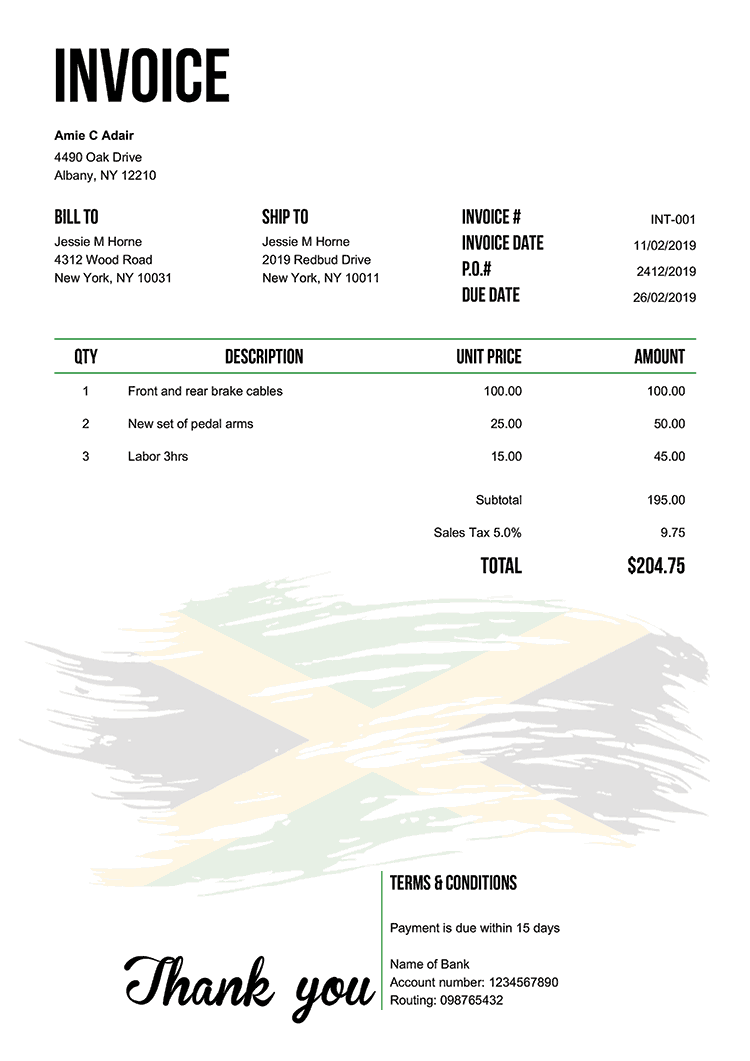 INVOICE
Amie C Adair
4490 Oak Drive
Albany, NY 12210
BILL TO
Jessie M Horne
4312 Wood Road
New York, NY 10031
SHIP TO
Jessie M Horne
2019 Redbud Drive
New York, NY 10011
INVOICE # INT-001
INVOICE DATE 11/02/2019
P.O.# 2412/2019
DUE DATE 26/02/2019
QTY DESCRIPTION UNIT PRICE AMOUNT
1 Front and rear brake cables 100.00 100.00
2 New set of pedal arms 25.00 50.00
3 Labor 3hrs 15.00 45.00
Subtotal 195.00
Sales Tax 5.0% 9.75
TOTAL $204.75
Thank you
TERMS & CONDITIONS
Payment is due within 15 days
Name of Bank
Account number: 1234567890
Routing: 098765432